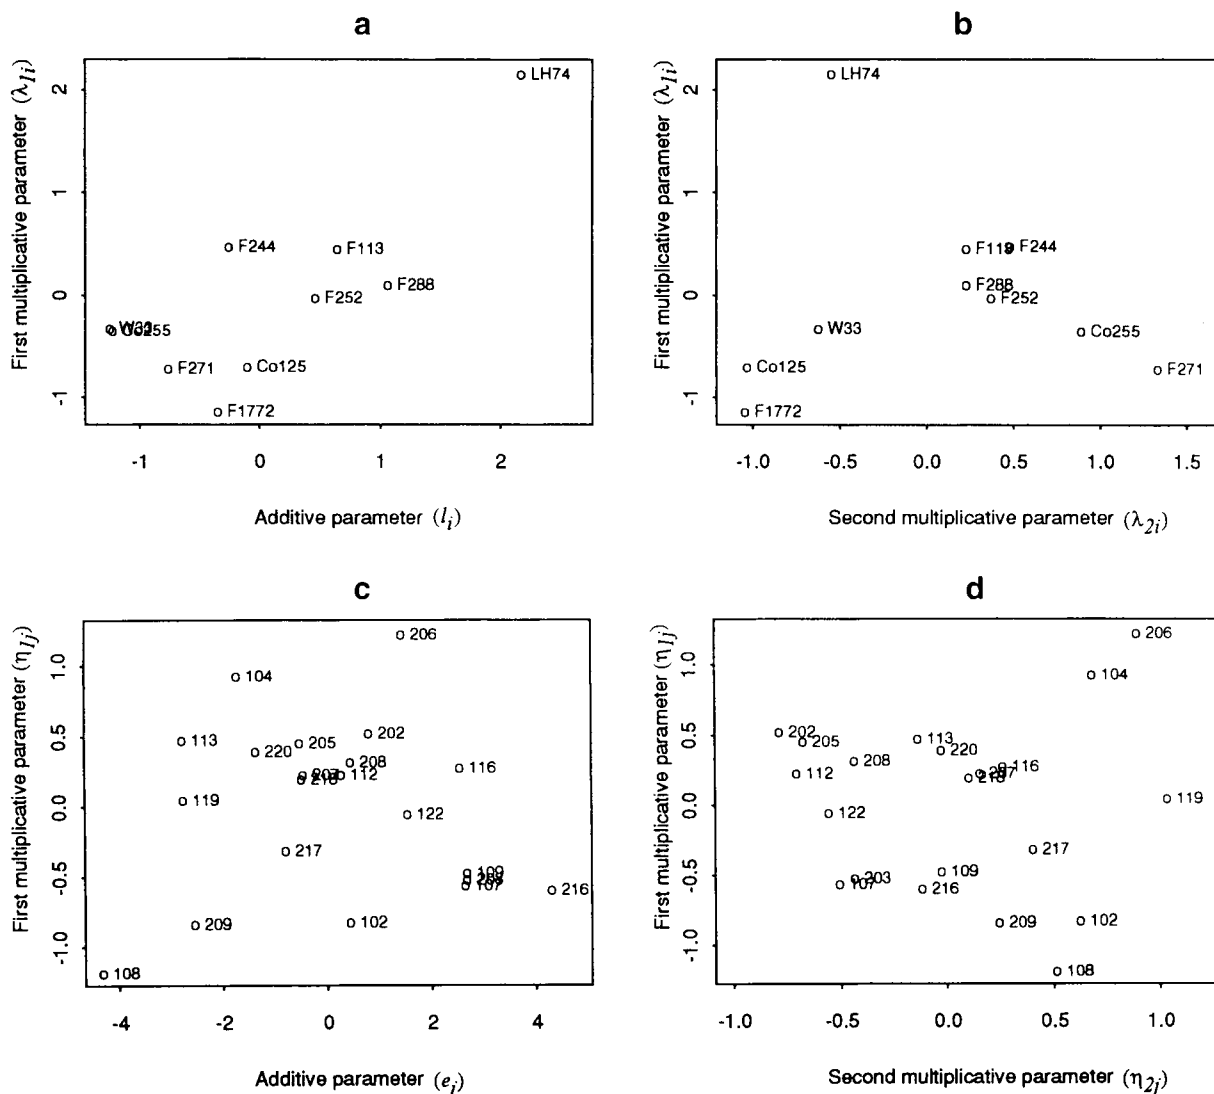 a
First multiplicative parameter (λ1i)
2
1
0
-1
LH74
F244
F113
F288
F252
W33
Co255
F271
Co125
F1772
-1
0
1
2
Additive parameter (li)
b
First multiplicative parameter (λ1i)
2
1
0
-1
LH74
F244
F288
F252
W33
Co255
Co125
F271
F1772
-1.0
-0.5
0.0
0.5
1.0
1.5
Second multiplicative parameter (λ2i)
c
First multiplicative parameter (η1j)
1.0
0.5
0.0
-0.5
-1.0
206
104
113
205
202
220
208
112
116
119
122
217
109
107
216
209
102
108
-4
-2
0
2
4
Additive parameter (ej)
d
First multiplicative parameter (η1j)
1.0
0.5
0.0
-0.5
-1.0
206
104
202
205
113
220
208
112
116
119
122
217
109
203
107
216
209
102
108
-1.0
-0.5
0.0
0.5
1.0
Second multiplicative parameter (η2j)